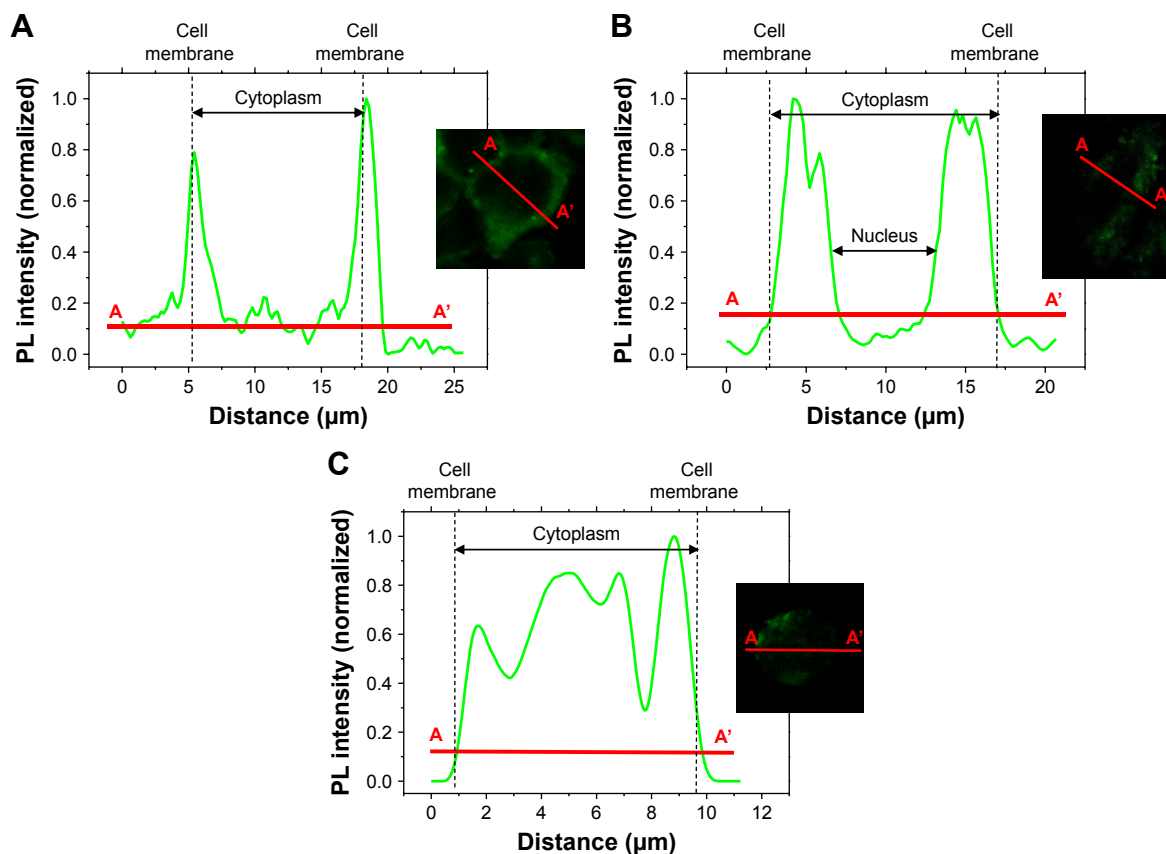 A
Cell
membrane
Cell
membrane
PL intensity (normalized)
1.0
0.8
0.6
0.4
0.2
0.0
Cytoplasm
A
A'
A
A'
0
5
10
15
20
25
Distance (µm)
B
Cell
membrane
Cell
membrane
PL intensity (normalized)
1.0
0.8
0.6
0.4
0.2
0.0
Cytoplasm
Nucleus
A
A'
A
A
0
5
10
15
20
Distance (µm)
C
Cell
membrane
Cell
membrane
PL intensity (normalized)
1.0
0.8
0.6
0.4
0.2
0.0
Cytoplasm
A
A'
A
A'
0
2
4
6
8
10
12
Distance (µm)